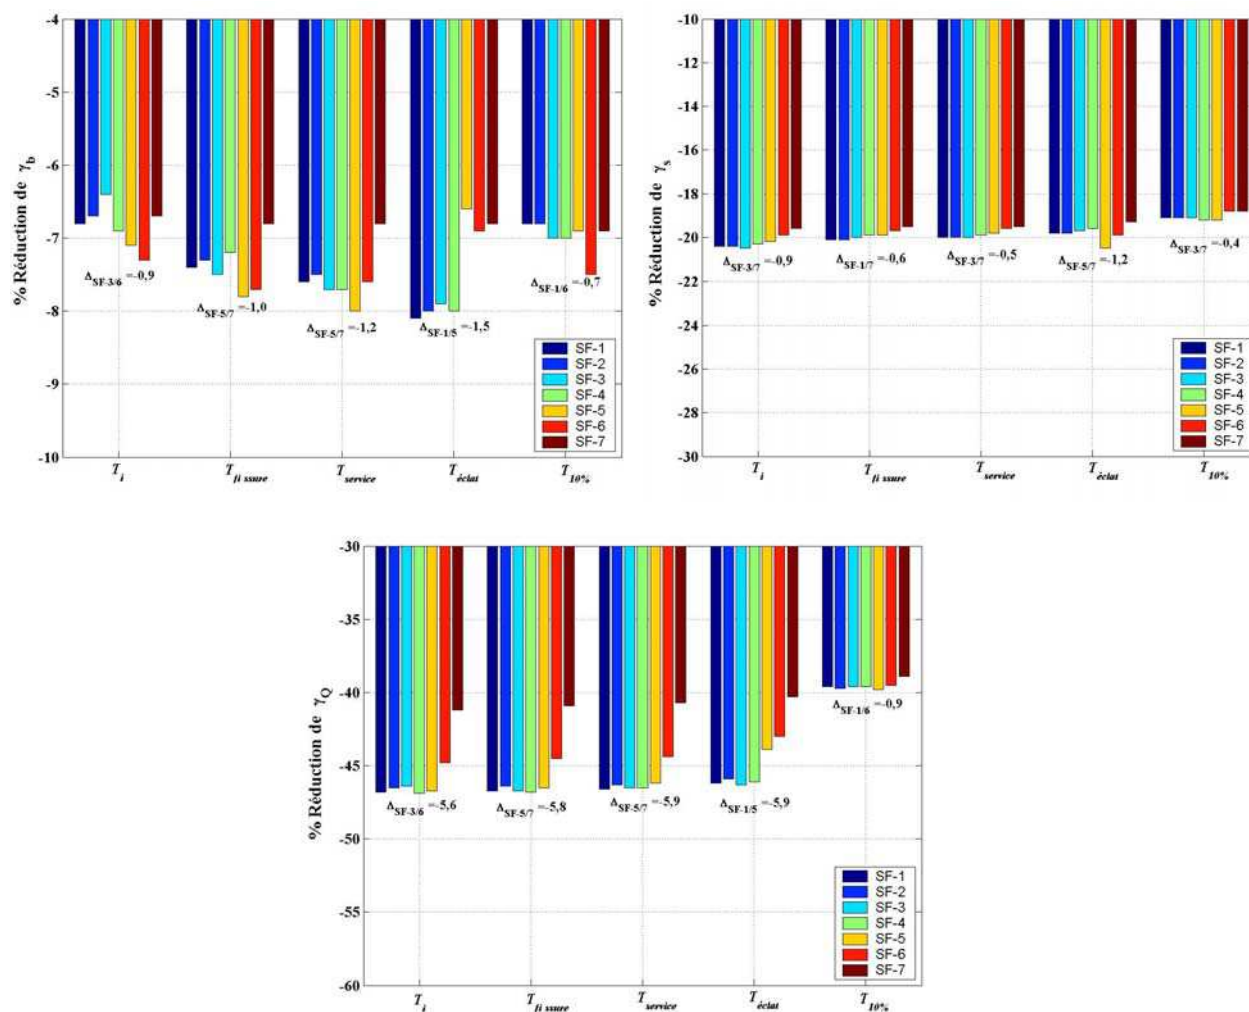 -4
-5
-6
-7
-8
-9
-10
% Réduction de γb
ΔSF-3/6 =-0,9
ΔSF-5/7 =-1,0
ΔSF-5/7 =-1,2
ΔSF-1/5 =-1,5
ΔSF-1/6 =-0,7
SF-1
SF-2
SF-3
SF-4
SF-5
SF-6
SF-7
Ti
Tfi ssure
Tservice
Téclat
T10%
-10
-12
-14
-16
-18
-20
-22
-24
-26
-28
-30
% Réduction de γs
ΔSF-3/7 =-0,9
ΔSF-1/7 =-0,6
ΔSF-3/7 =-0,5
ΔSF-5/7 =-1,2
ΔSF-3/7 =-0,4
SF-1
SF-2
SF-3
SF-4
SF-5
SF-6
SF-7
Ti
Tfi ssure
Tservice
Téclat
T10%
-30
-35
-40
-45
-50
-55
-60
% Réduction de γQ
ΔSF-3/6 =-5,6
ΔSF-5/7 =-5,8
ΔSF-5/7 =-5,9
ΔSF-1/5 =-5,9
ΔSF-1/6 =-0,9
SF-1
SF-2
SF-3
SF-4
SF-5
SF-6
SF-7
Ti
Tfi ssure
Tservice
Téclat
T10%